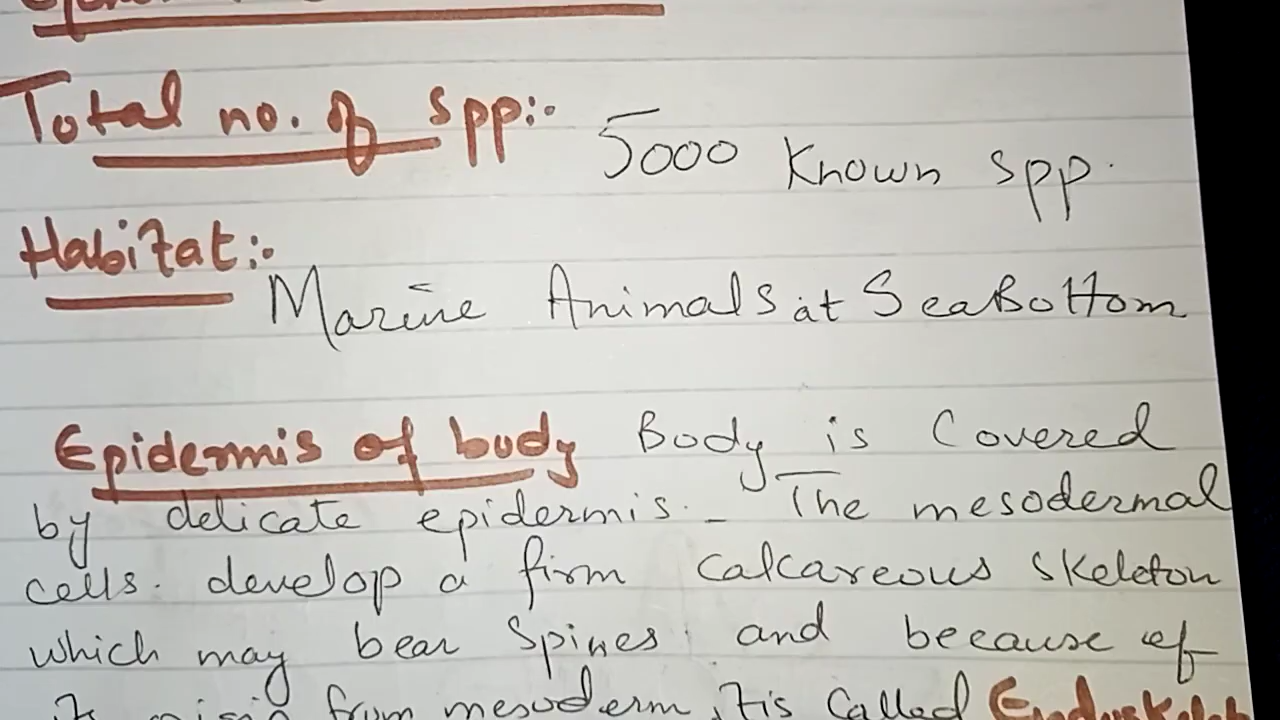 Total no. of spp:- 5000 Known spp.
Habitat:-
Marine Animals at SeaBottom
Epidermis of body Body is Covered
by delicate epidermis. - The mesodermal
cells. develop a firm calcareous skeleton
which may bear Spines and because of
from mesoderm, it is called